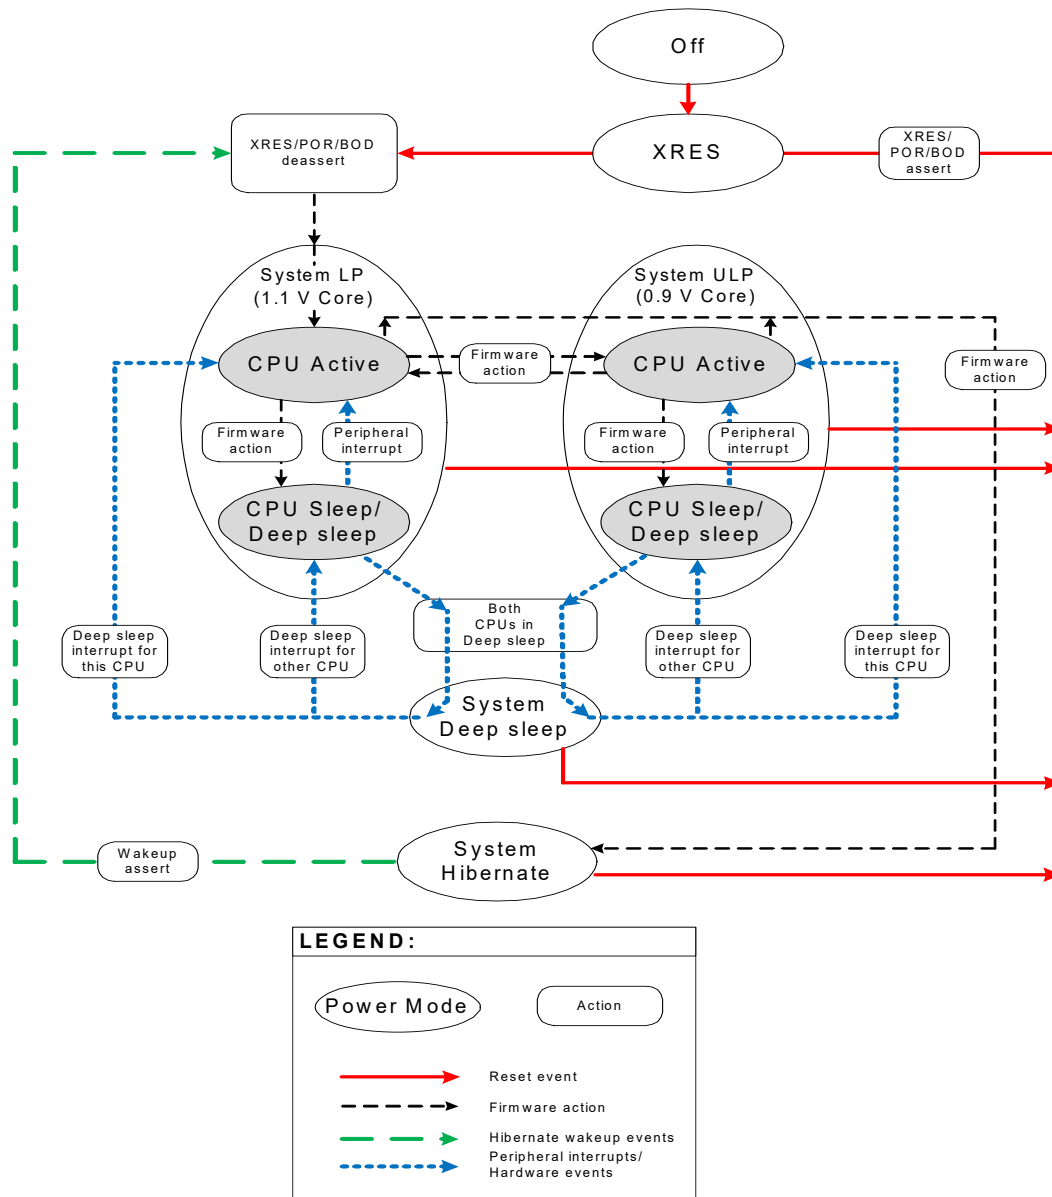 Off
XRES/POR/BOD
deassert
XRES
XRES/
POR/BOD
assert
System LP
(1.1 V Core)
System ULP
(0.9 V Core)
CPU Active
Firmware
action
CPU Active
Firmware
action
Firmware
action
Peripheral
interrupt
Firmware
action
Peripheral
interrupt
CPU Sleep/
Deep sleep
CPU Sleep/
Deep sleep
Both
CPUs in
Deep sleep
Deep sleep
interrupt for
this CPU
Deep sleep
interrupt for
other CPU
Deep sleep
interrupt for
other CPU
Deep sleep
interrupt for
this CPU
System
Deep sleep
Wakeup
assert
System
Hibernate
LEGEND:
Power Mode
Action
Reset event
Firmware action
Hibernate wakeup events
Peripheral interrupts/
Hardware events